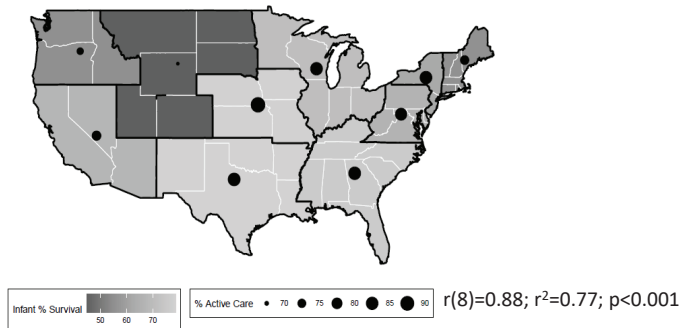 Infant % Survival 50 60 70
% Active Care 70 75 80 85 90
r(8)=0.88; r²=0.77; p<0.001